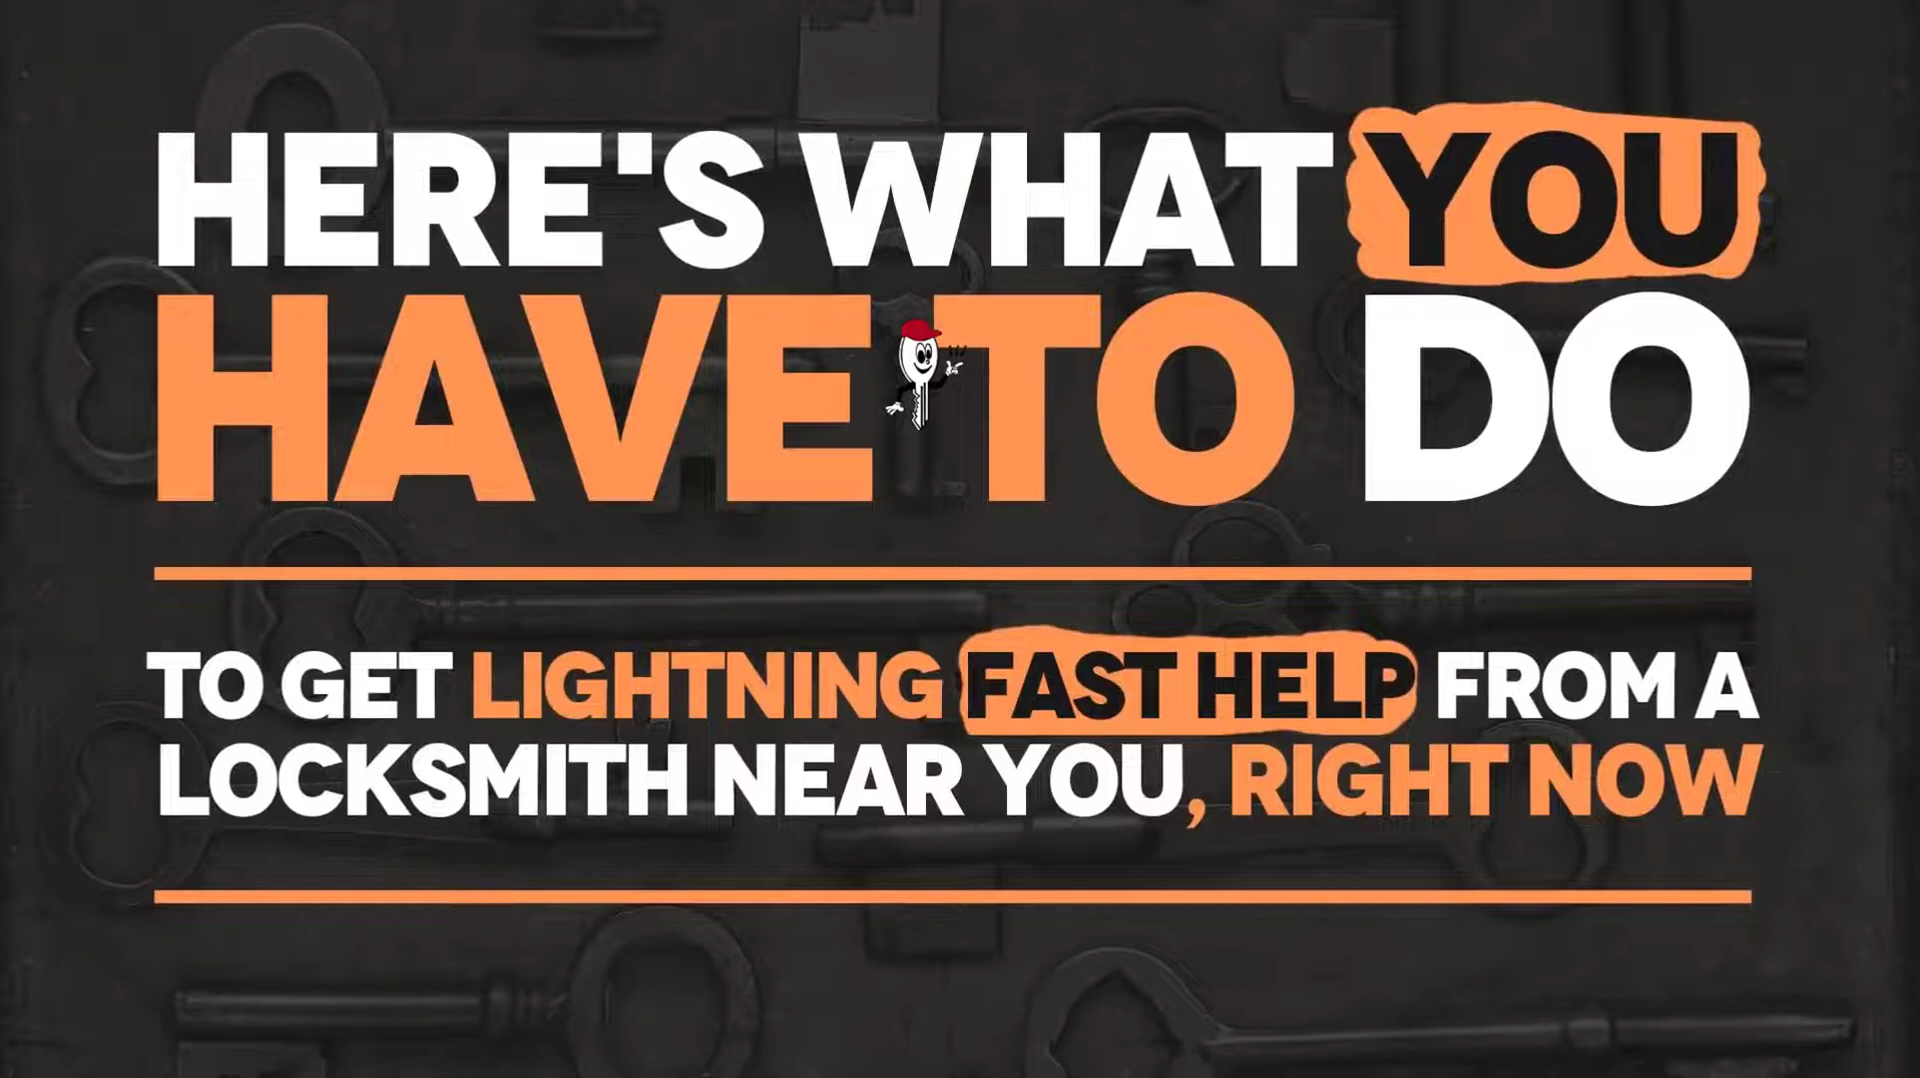 HERE'S WHAT YOU
HAVE TO DO
TO GET LIGHTNING FAST HELP FROM A
LOCKSMITH NEAR YOU, RIGHT NOW